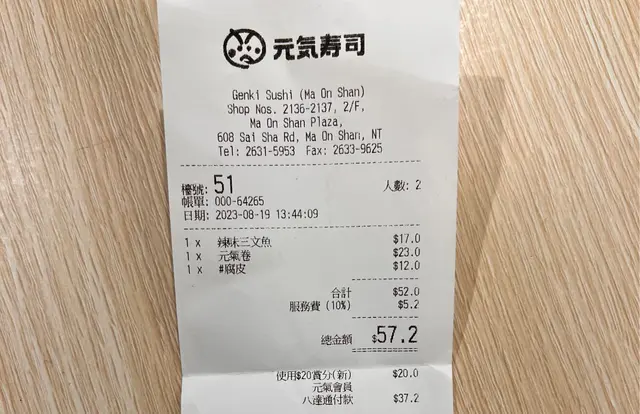 元気寿司
Genki Sushi (Ma On Shan)
Shop Nos. 2136-2137, 2/F,
Ma On Shan Plaza,
608 Sai Sha Rd, Ma On Shan, NT
Tel: 2631-5953 Fax: 2633-9625
檯號: 51 人數: 2
帳單: 000-64265
日期: 2023-08-19 13:44:09
1 x 辣味三文魚 $17.0
1 x 元氣卷 $23.0
1 x #腐皮 $12.0
合計 $52.0
服務費 (10%) $5.2
總金額 $57.2
使用$20賞分(新) $20.0
元氣會員
八達通付款 $37.2